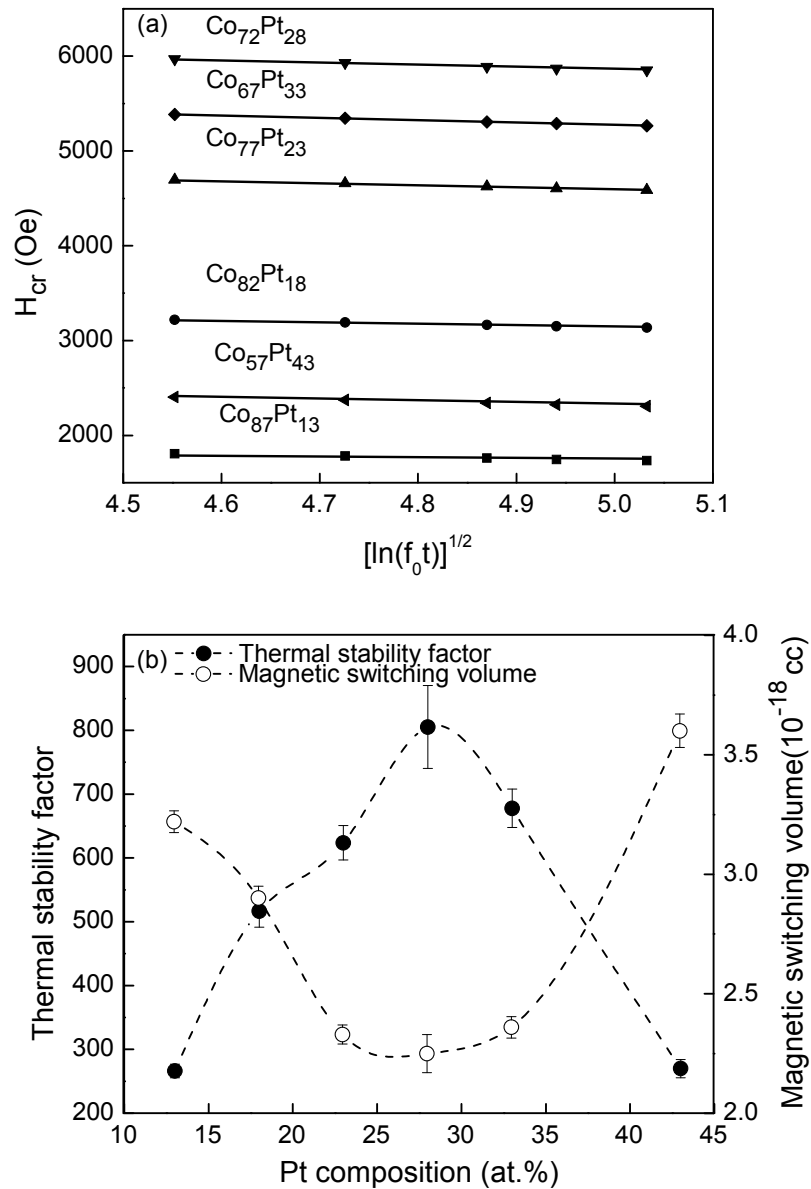 (a)
Co72Pt28
Co67Pt33
Co77Pt23
Co82Pt18
Co57Pt43
Co87Pt13
6000
5000
4000
3000
2000
Hcr (Oe)
4.5 4.6 4.7 4.8 4.9 5.0 5.1
[ln(f0t)]1/2
(b)
Thermal stability factor
Magnetic switching volume
900
800
700
600
500
400
300
200
Thermal stability factor
4.0
3.5
3.0
2.5
2.0
Magnetic switching volume(10-18 cc)
10 15 20 25 30 35 40 45
Pt composition (at.%)